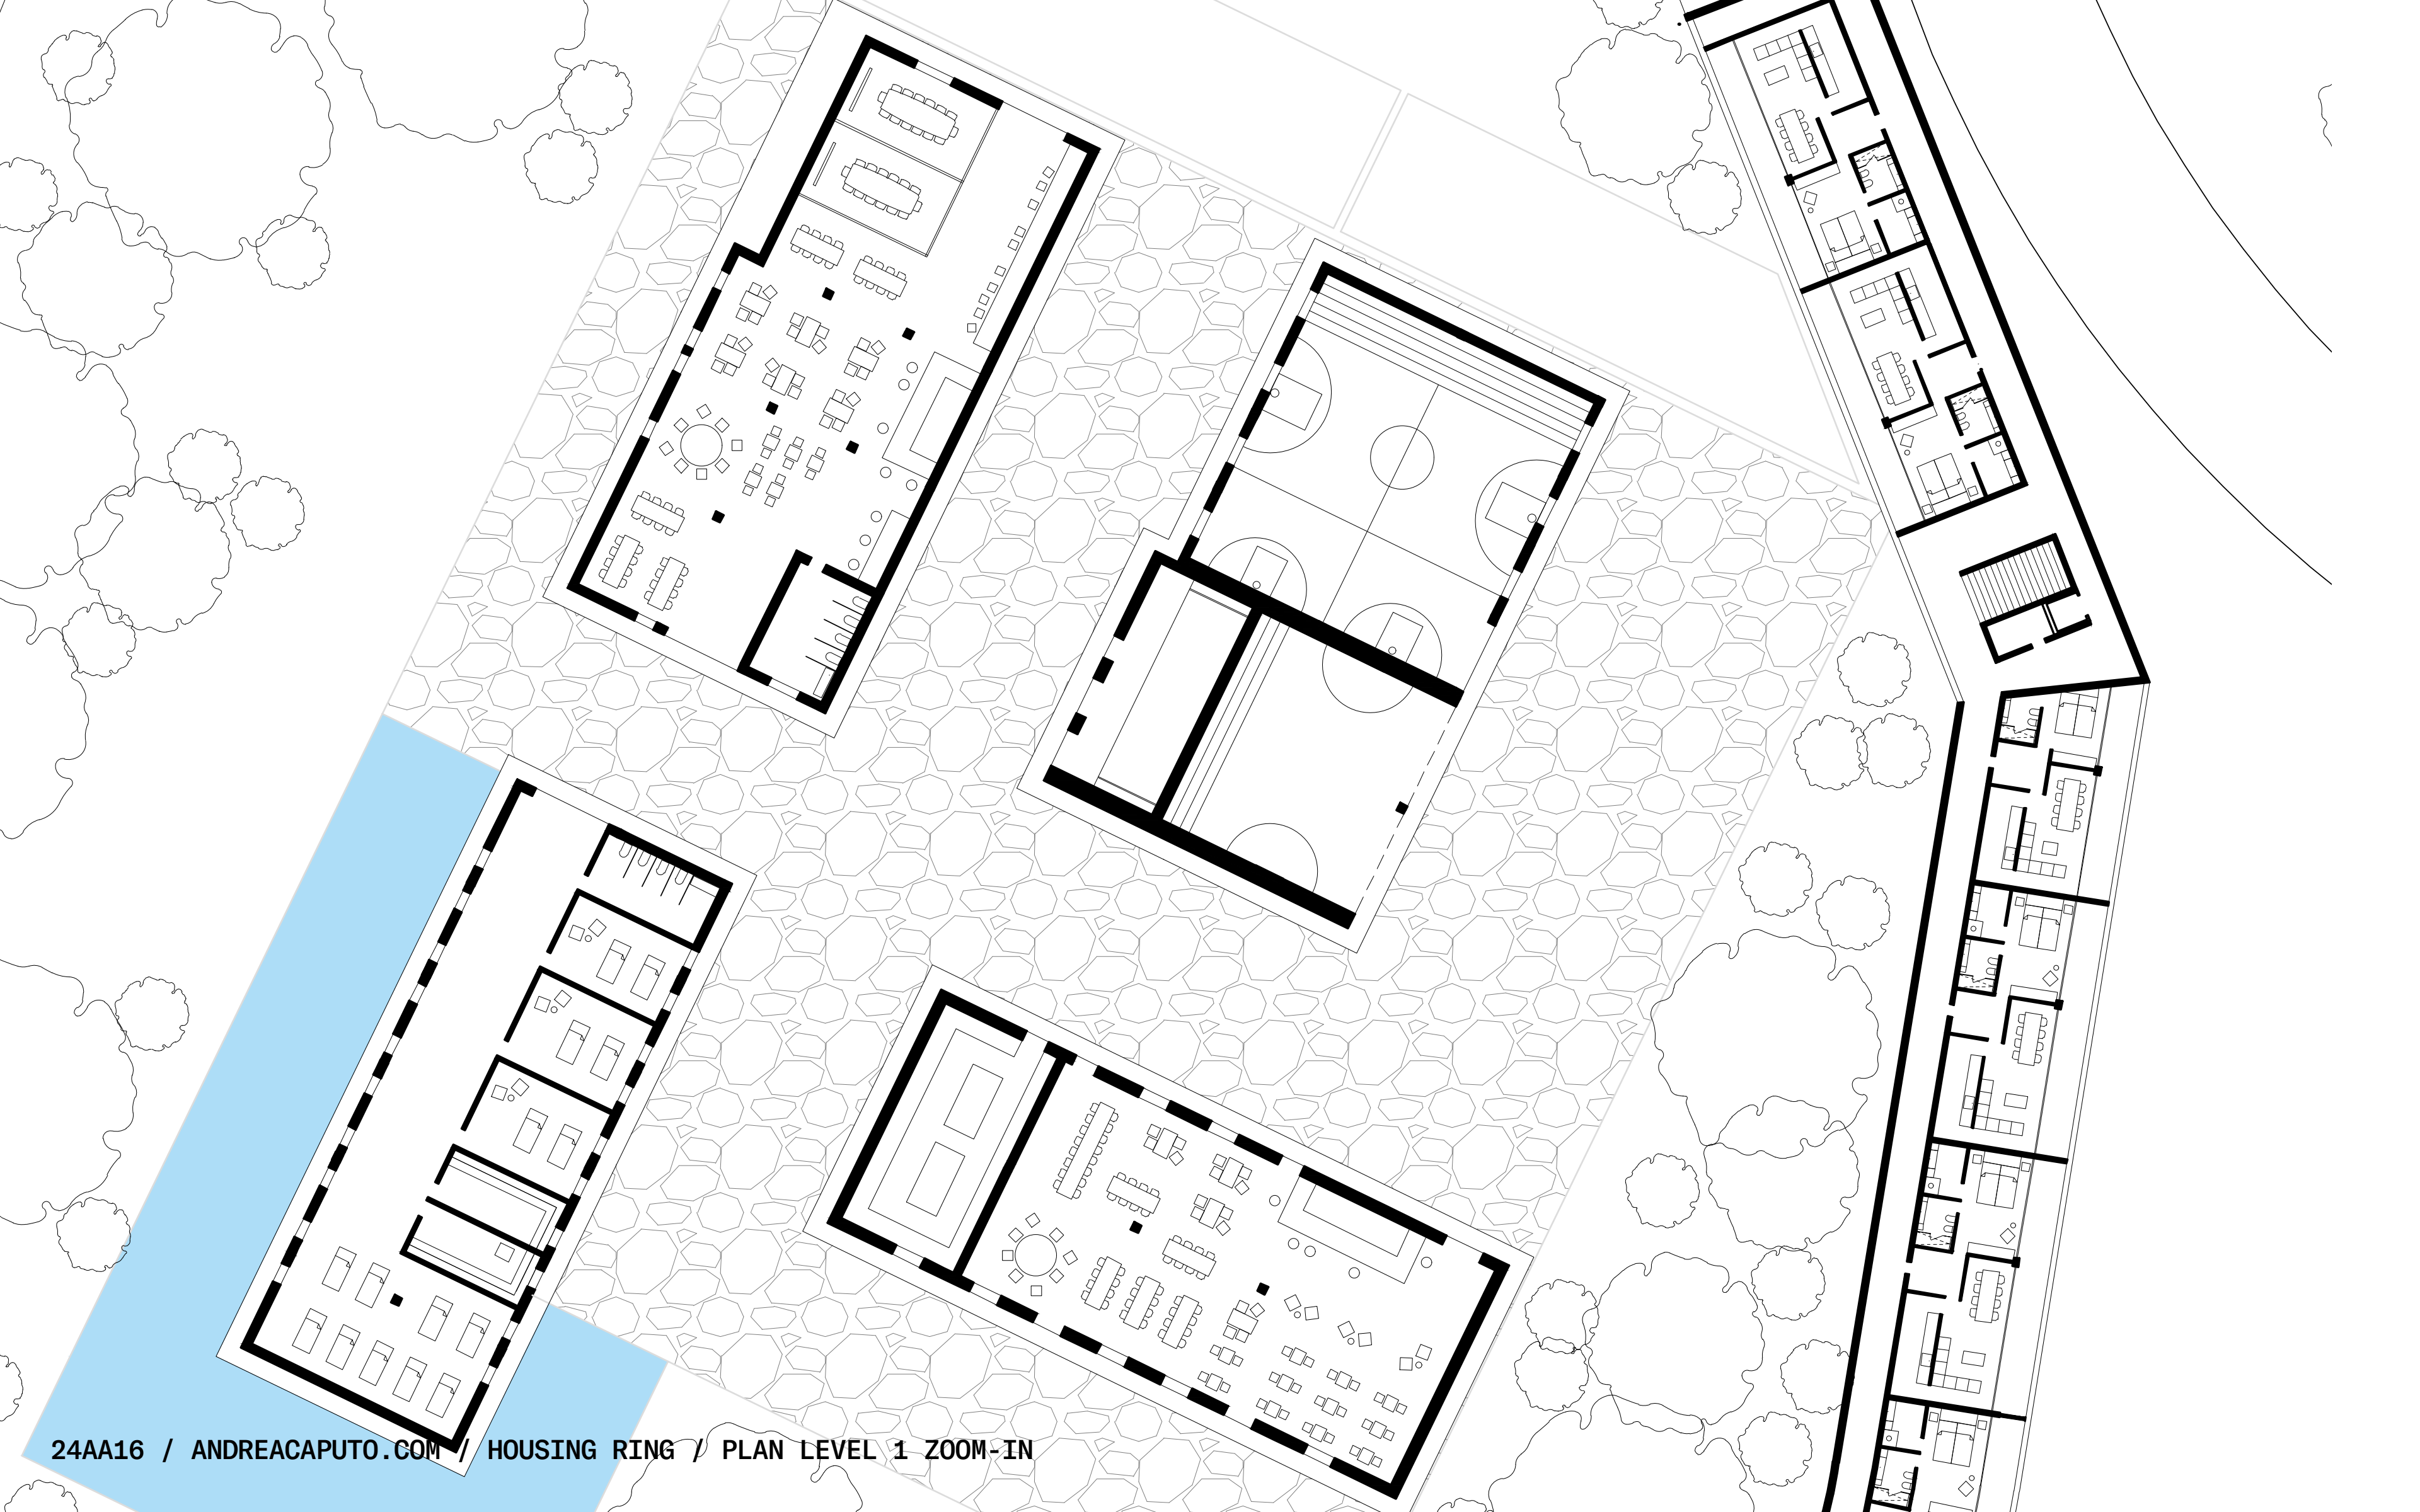 24AA16 / ANDREACAPUTO.COM / HOUSING RING / PLAN LEVEL 1 ZOOM-IN